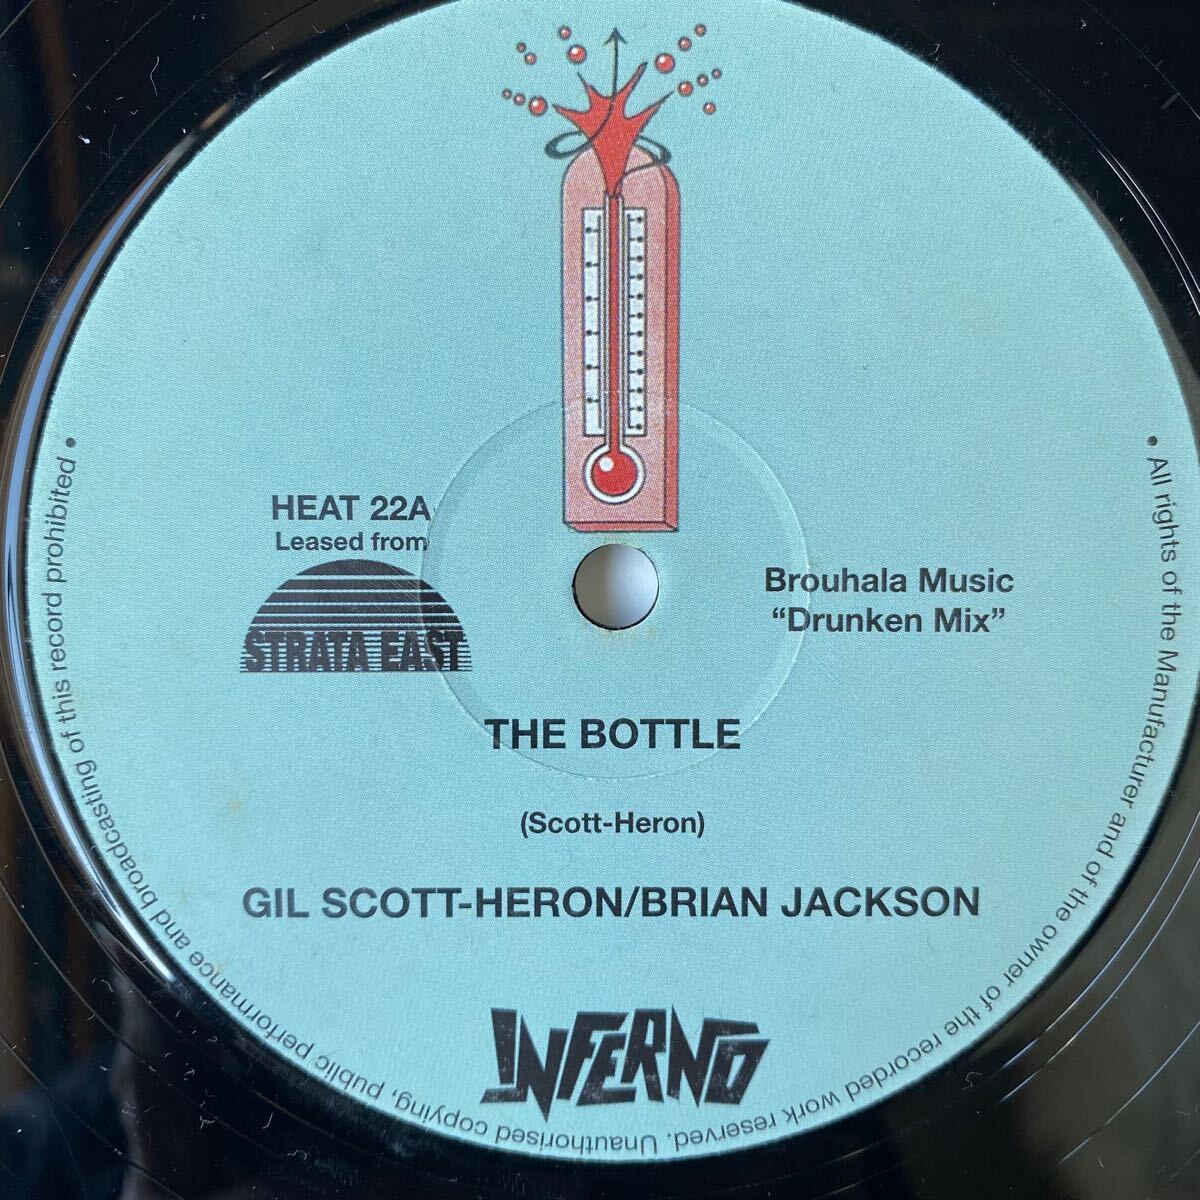 HEAT 22A
Leased from
STRATA EAST
Brouhala Music
“Drunken Mix”
THE BOTTLE
(Scott-Heron)
GIL SCOTT-HERON/BRIAN JACKSON
INFERNO
• All rights of the Manufacturer and of the owner of the recorded work reserved. Unauthorised copying, public performance and broadcasting of this record prohibited •